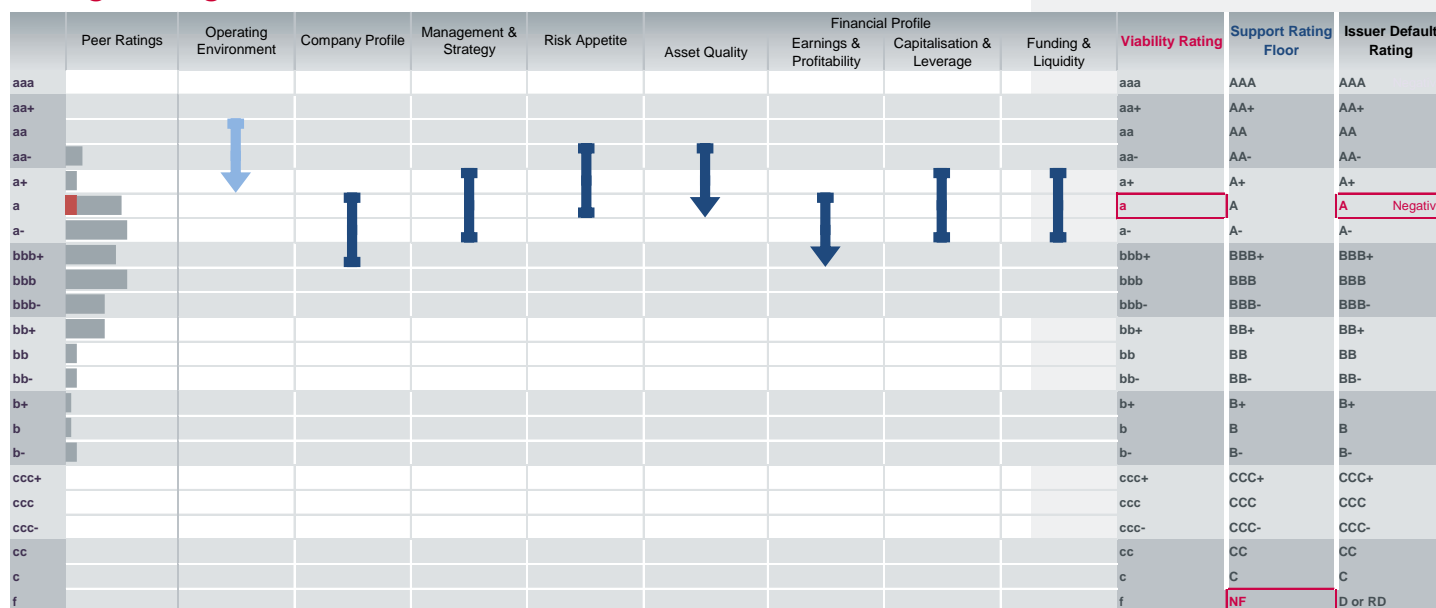 Financial Profile
Peer Ratings
Operating
Environment
Company Profile
Management &
Strategy
Risk Appetite
Asset Quality
Earnings &
Profitability
Capitalisation &
Leverage
Funding &
Liquidity
Viability Rating
Support Rating
Floor
Issuer Default
Rating
aaa aaa AAA AAA
aa+ aa+ AA+ AA+
aa aa AA AA
aa- aa- AA- AA-
a+ a+ A+ A+
a a A A Negativ
a- a- A- A-
bbb+ bbb+ BBB+ BBB+
bbb bbb BBB BBB
bbb- bbb- BBB- BBB-
bb+ bb+ BB+ BB+
bb bb BB BB
bb- bb- BB- BB-
b+ b+ B+ B+
b b B B
b- b- B- B-
ccc+ ccc+ CCC+ CCC+
ccc ccc CCC CCC
ccc- ccc- CCC- CCC-
cc cc CC CC
c c C C
f f NF D or RD